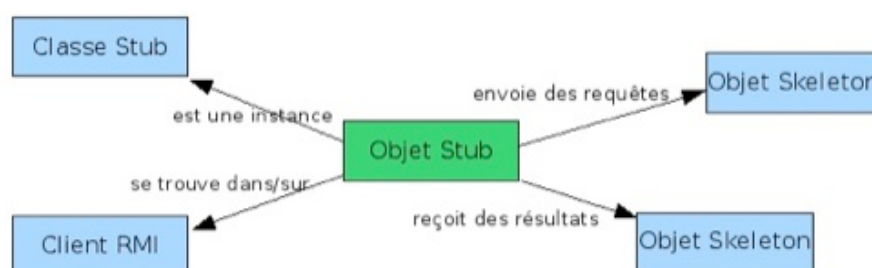 Classe Stub
Objet Skeleton
envoie des requêtes
est une instance
Objet Stub
se trouve dans/sur
reçoit des résultats
Client RMI
Objet Skeleton